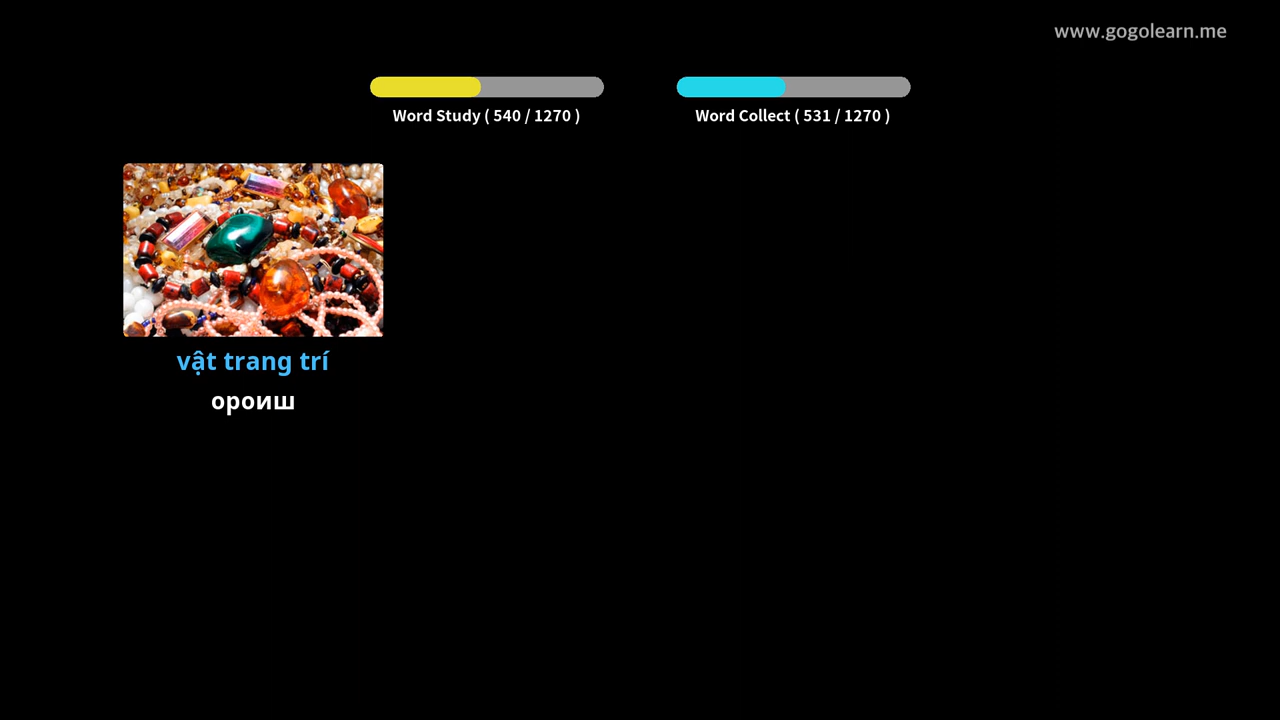 www.gogolearn.me
Word Study ( 540 / 1270 )
Word Collect ( 531 / 1270 )
vật trang trí
ороиш